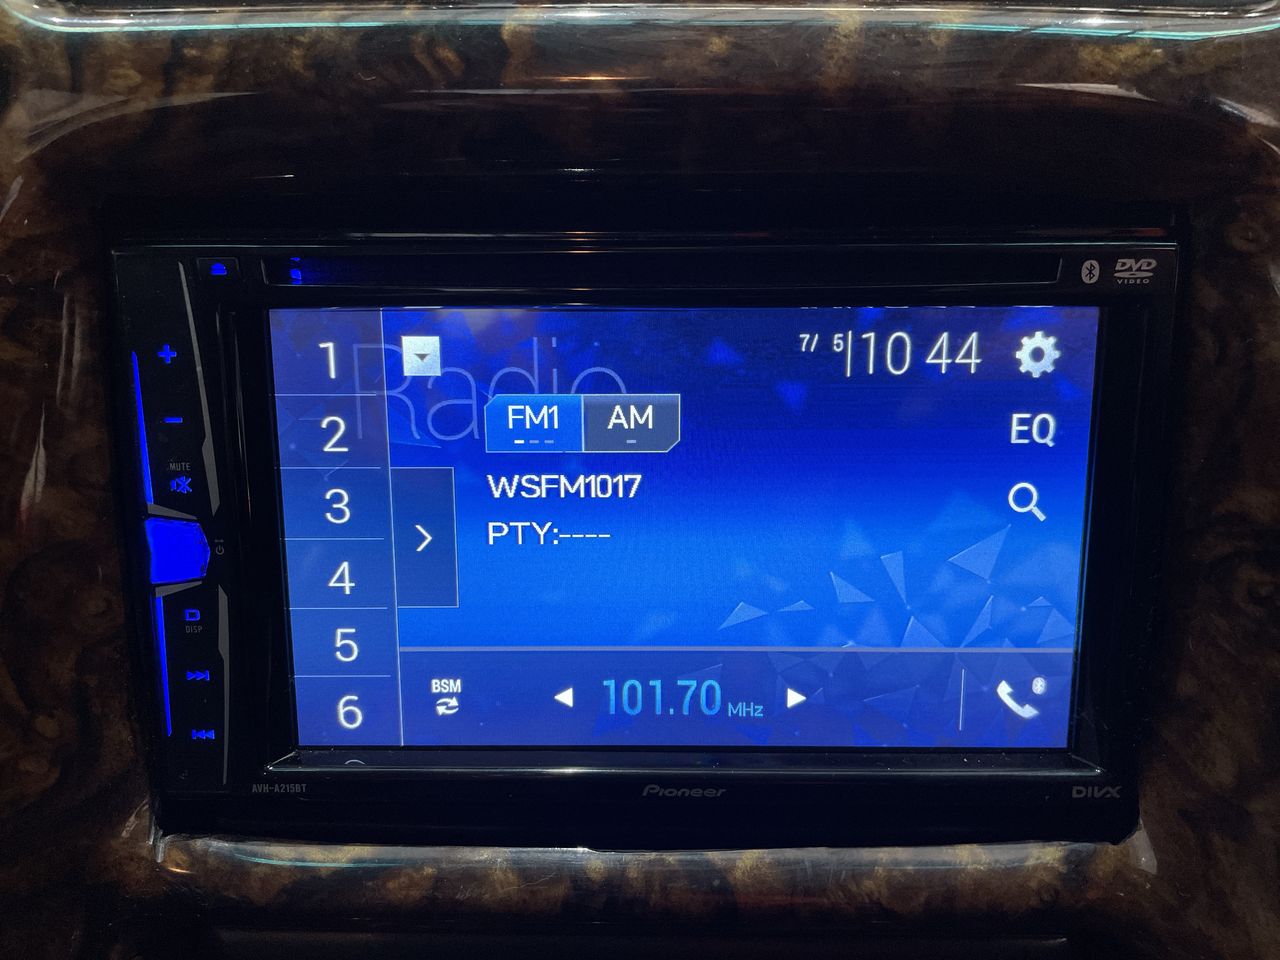 DVD
VIDEO
Radio
7/ 5 10 44
FM1 AM
EQ
WSFM1017
PTY:----
MUTE
DISP
1
2
3
4
5
6
BSM
101.70 MHz
AVH-A215BT
Pioneer
DIVX